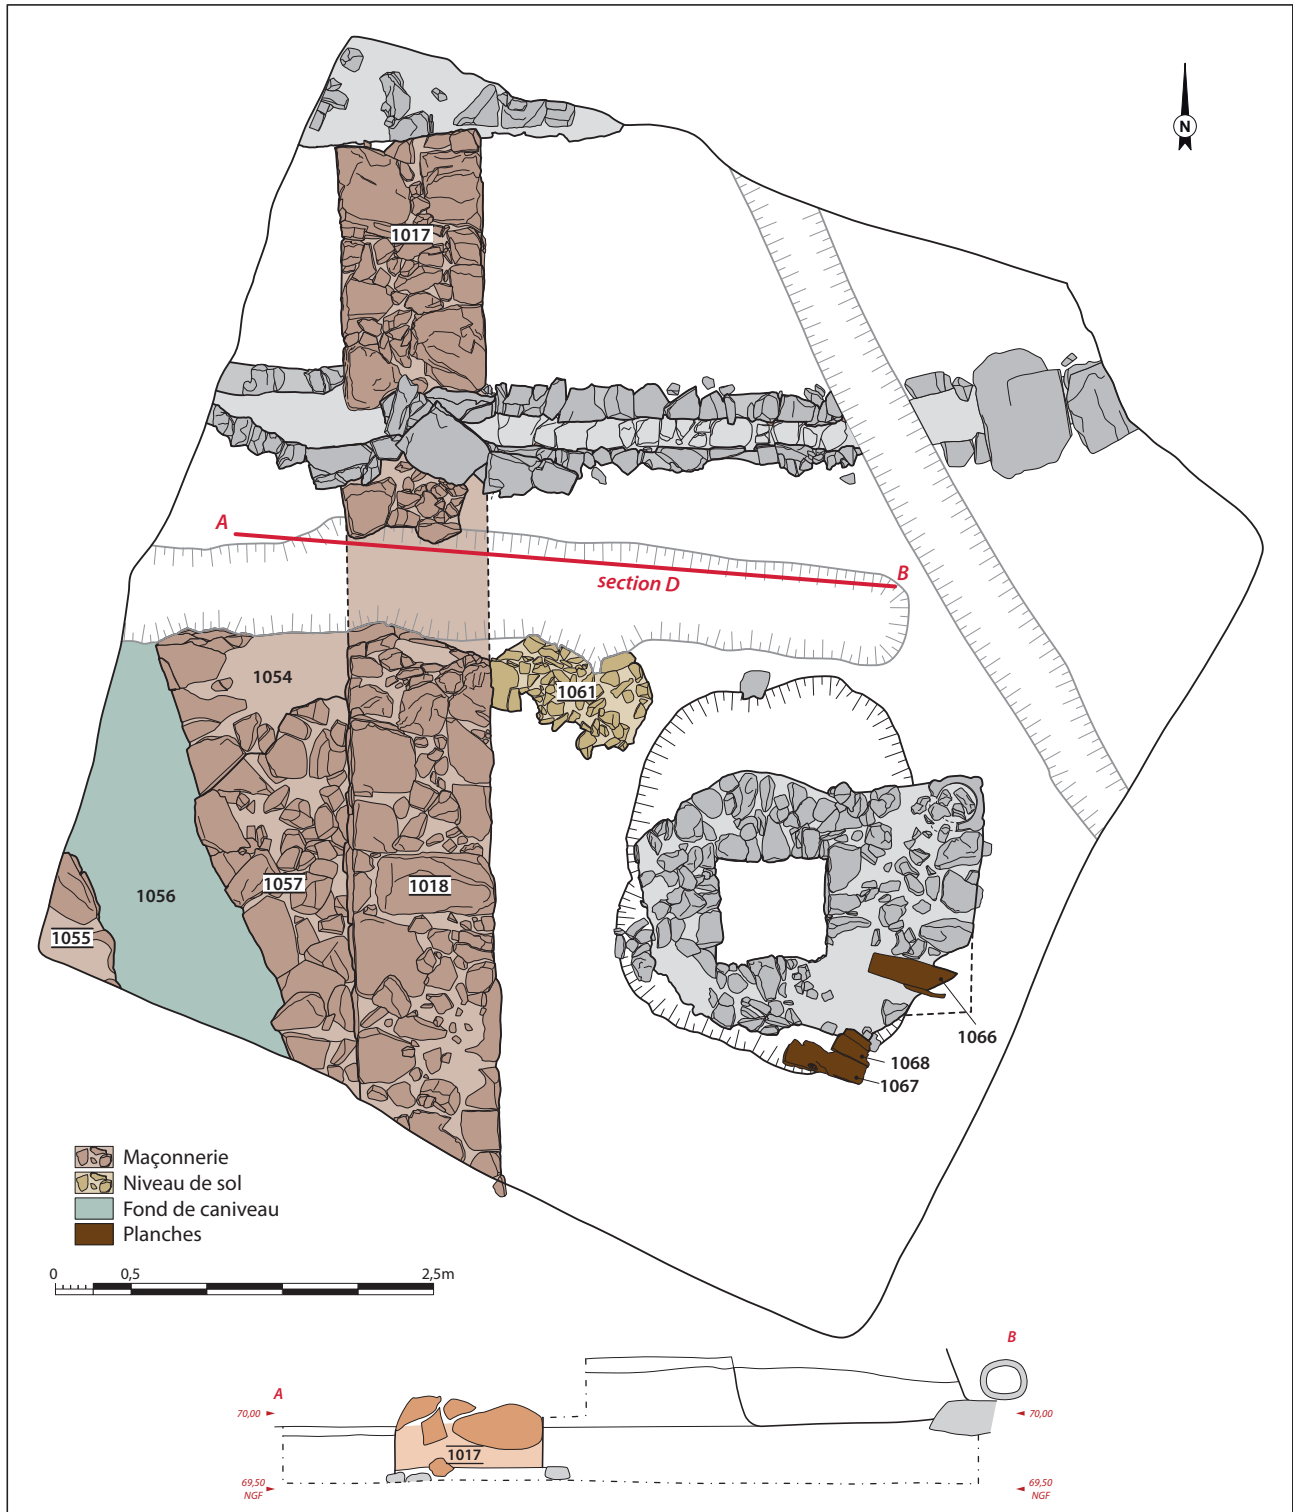 N
1017
A
B
section D
1054
1061
1056
1057
1018
1055
1066
1068
1067
Maçonnerie
Niveau de sol
Fond de caniveau
Planches
0 0,5 2,5m
A
B
70,00
70,00
1017
69,50
NGF
69,50
NGF